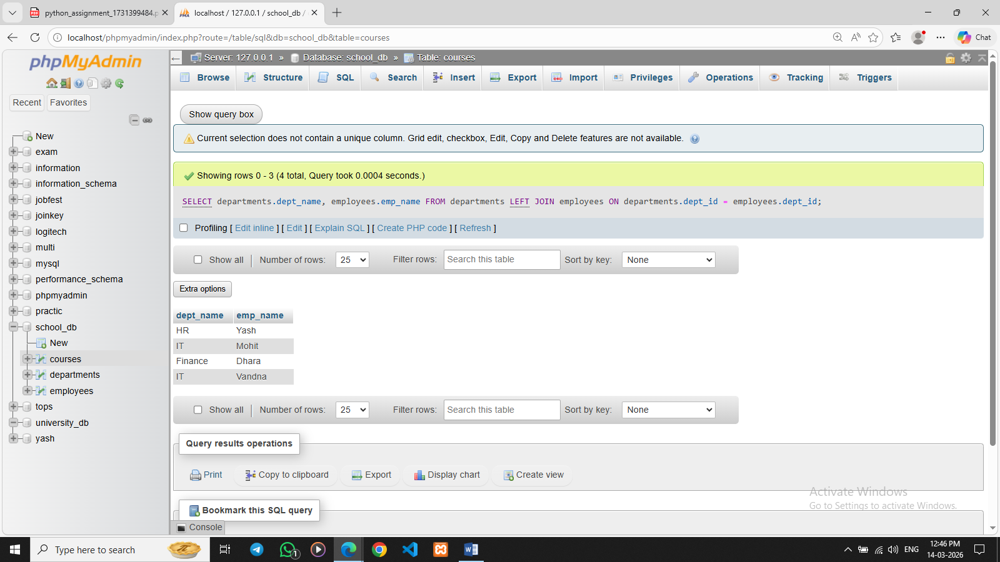 python_assignment_1731399484.p
localhost / 127.0.0.1 / school_db /
localhost/phpmyadmin/index.php?route=/table/sql&db=school_db&table=courses
Chat
phpMyAdmin
Recent
Favorites
New
exam
information
information_schema
jobfest
joinkey
logitech
multi
mysql
performance_schema
phpmyadmin
practic
school_db
New
courses
departments
employees
tops
university_db
yash
Server: 127.0.0.1 » Database: school_db » Table: courses
Browse Structure SQL Search Insert Export Import Privileges Operations Tracking Triggers
Show query box
Current selection does not contain a unique column. Grid edit, checkbox, Edit, Copy and Delete features are not available.
Showing rows 0 - 3 (4 total, Query took 0.0004 seconds.)
SELECT departments.dept_name, employees.emp_name FROM departments LEFT JOIN employees ON departments.dept_id = employees.dept_id;
Profiling [ Edit inline ] [ Edit ] [ Explain SQL ] [ Create PHP code ] [ Refresh ]
Show all | Number of rows: 25 Filter rows: Search this table Sort by key: None
Extra options
dept_name emp_name
HR Yash
IT Mohit
Finance Dhara
IT Vandna
Show all | Number of rows: 25 Filter rows: Search this table Sort by key: None
Query results operations
Print Copy to clipboard Export Display chart Create view
Bookmark this SQL query
Console
Activate Windows
Go to Settings to activate Windows.
Type here to search
1
ENG
12:46 PM
14-03-2026